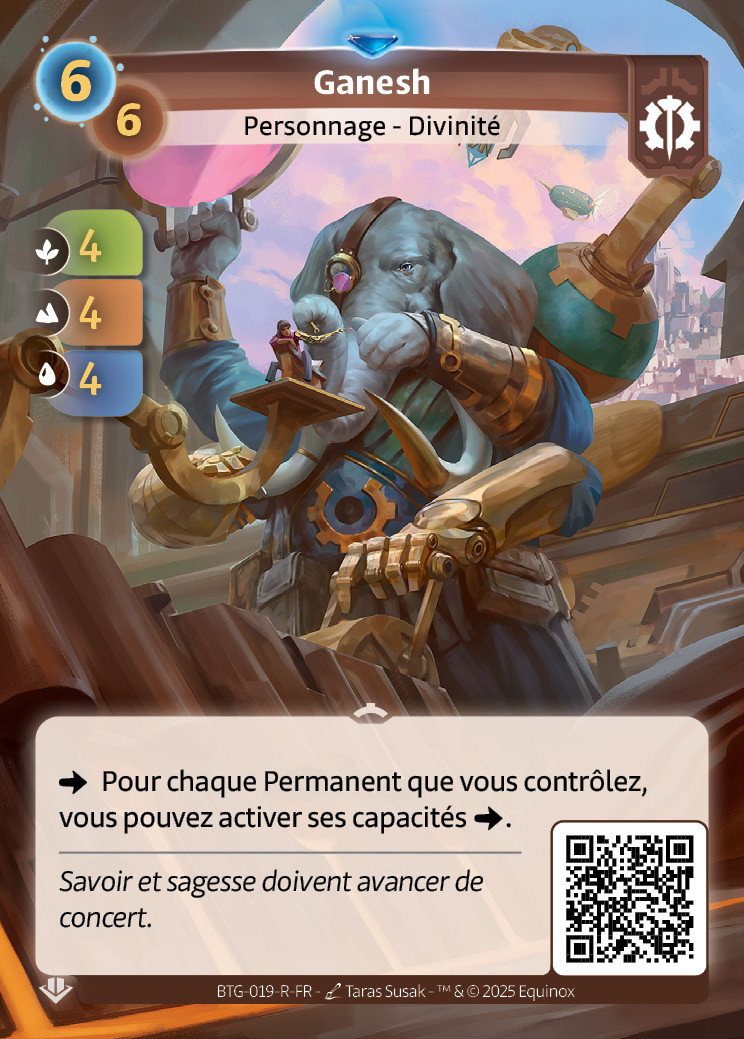 6
Ganesh
6
Personnage - Divinité
4
4
4
Pour chaque Permanent que vous contrôlez,
vous pouvez activer ses capacités .
Savoir et sagesse doivent avancer de
concert.
BTG-019-R-FR - Taras Susak - ™ & © 2025 Equinox